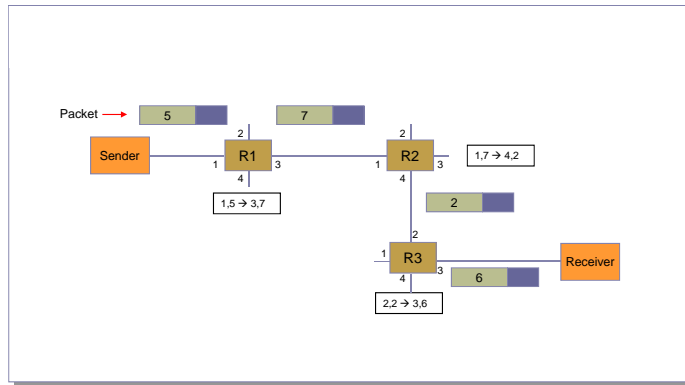 Packet
5
7
Sender
2
R1
1
3
4
1,5 → 3,7
2
R2
1
3
4
1,7 → 4,2
2
2
R3
1
3
4
2,2 → 3,6
6
Receiver